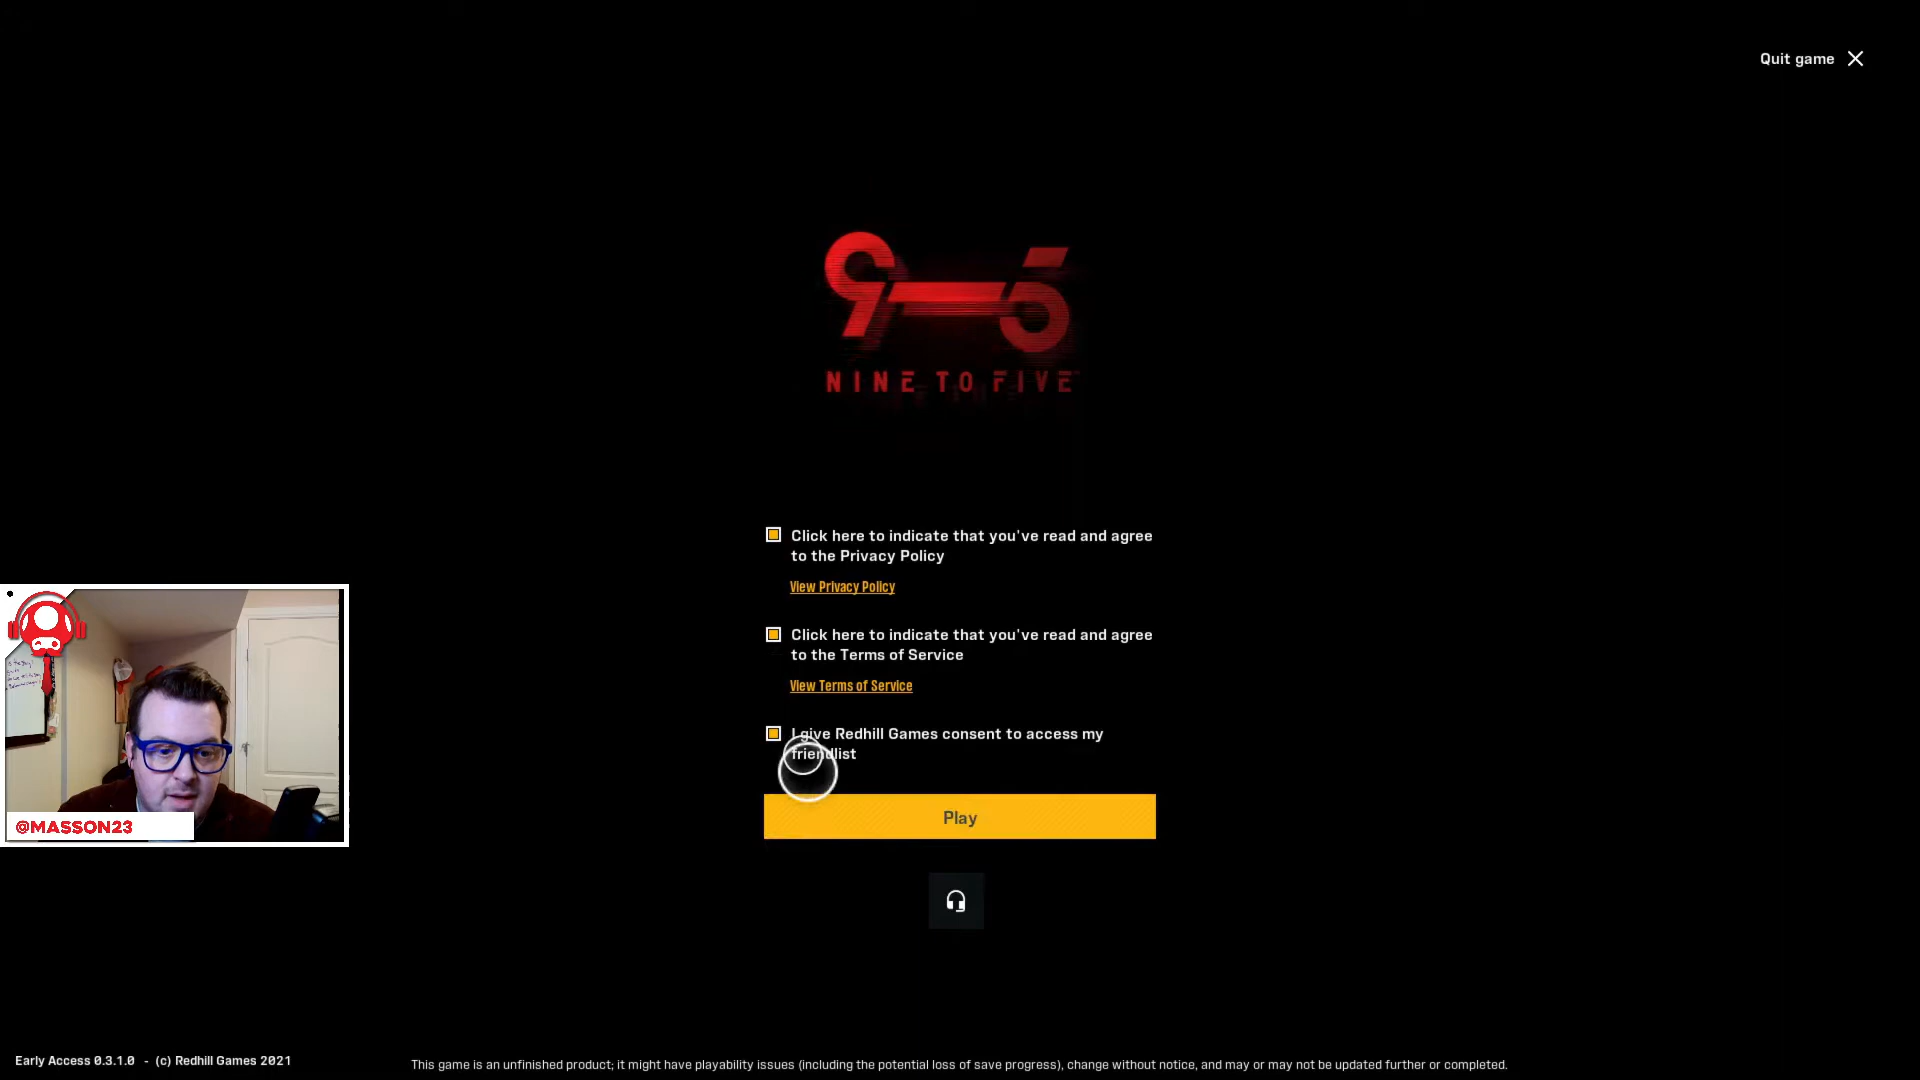 Quit game
9-5
NINE TO FIVE
Click here to indicate that you've read and agree
to the Privacy Policy
View Privacy Policy
Click here to indicate that you've read and agree
to the Terms of Service
View Terms of Service
I give Redhill Games consent to access my
friendlist
Play
@MASSON23
Early Access 0.3.1.0 - (c) Redhill Games 2021
This game is an unfinished product; it might have playability issues (including the potential loss of save progress), change without notice, and may or may not be updated further or completed.